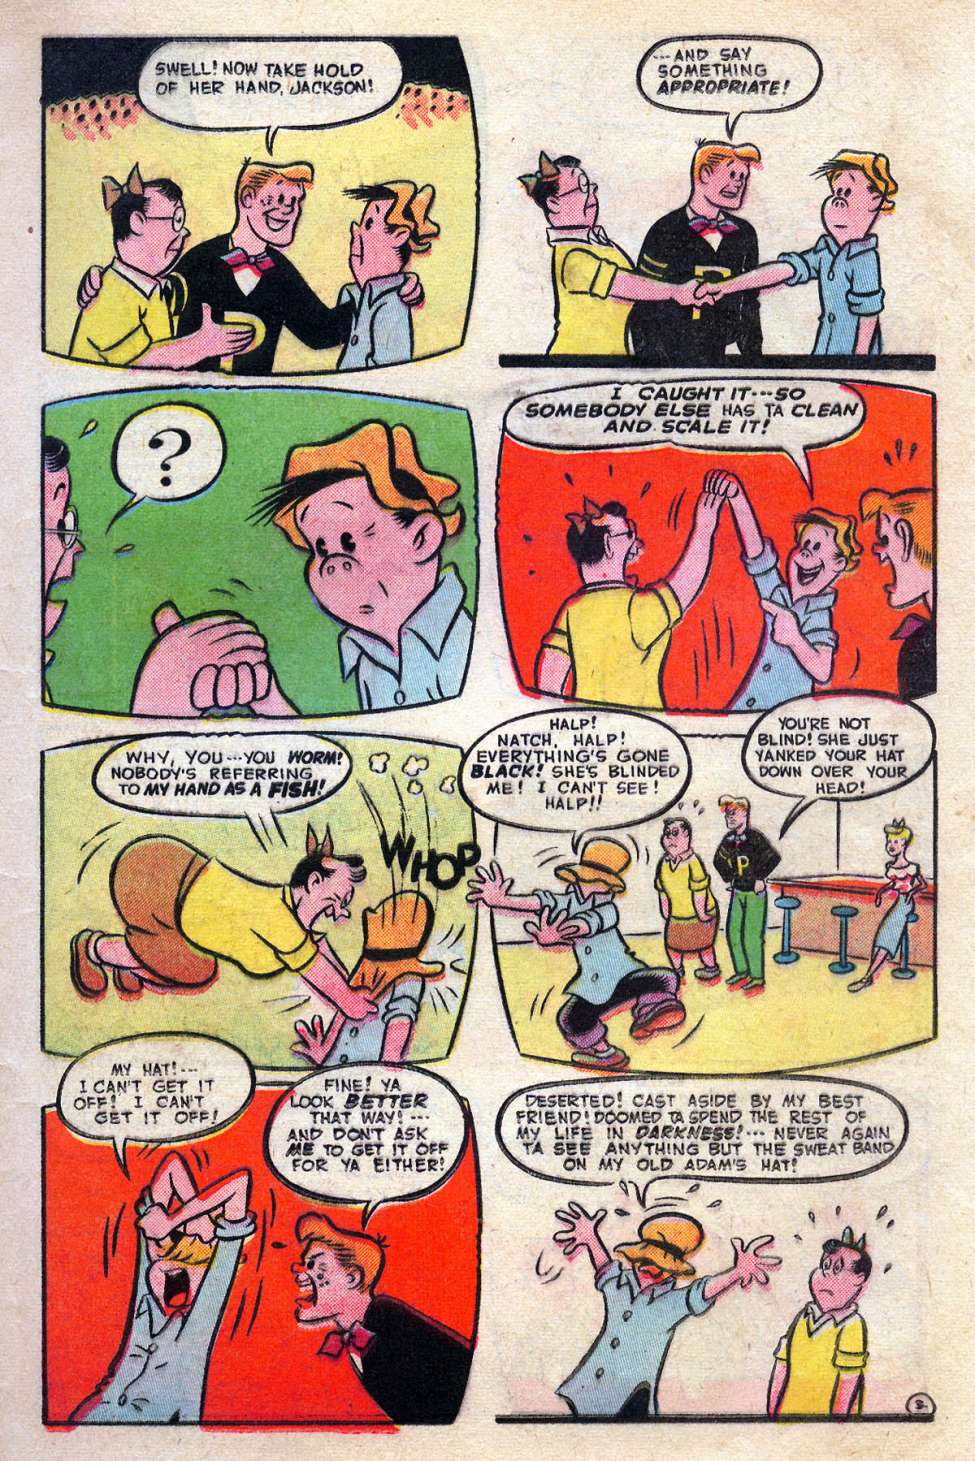 SWELL! NOW TAKE HOLD
OF HER HAND, JACKSON!
---AND SAY
SOMETHING
APPROPRIATE!
?
I CAUGHT IT---SO
SOMEBODY ELSE HAS TA CLEAN
AND SCALE IT!
WHY, YOU---YOU WORM!
NOBODY'S REFERRING
TO MY HAND AS A FISH!
WHOP
HALP!
NATCH, HALP!
EVERYTHING'S GONE
BLACK! SHE'S BLINDED
ME! I CAN'T SEE!
HALP!!
YOU'RE NOT
BLIND! SHE JUST
YANKED YOUR HAT
DOWN OVER YOUR
HEAD!
P
MY HAT!---
I CAN'T GET IT
OFF! I CAN'T
GET IT OFF!
FINE! YA
LOOK BETTER
THAT WAY!---
AND DON'T ASK
ME TO GET IT OFF
FOR YA EITHER!
DESERTED! CAST ASIDE BY MY BEST
FRIEND! DOOMED TA SPEND THE REST OF
MY LIFE IN DARKNESS!--- NEVER AGAIN
TA SEE ANYTHING BUT THE SWEAT BAND
ON MY OLD ADAM'S HAT!
3